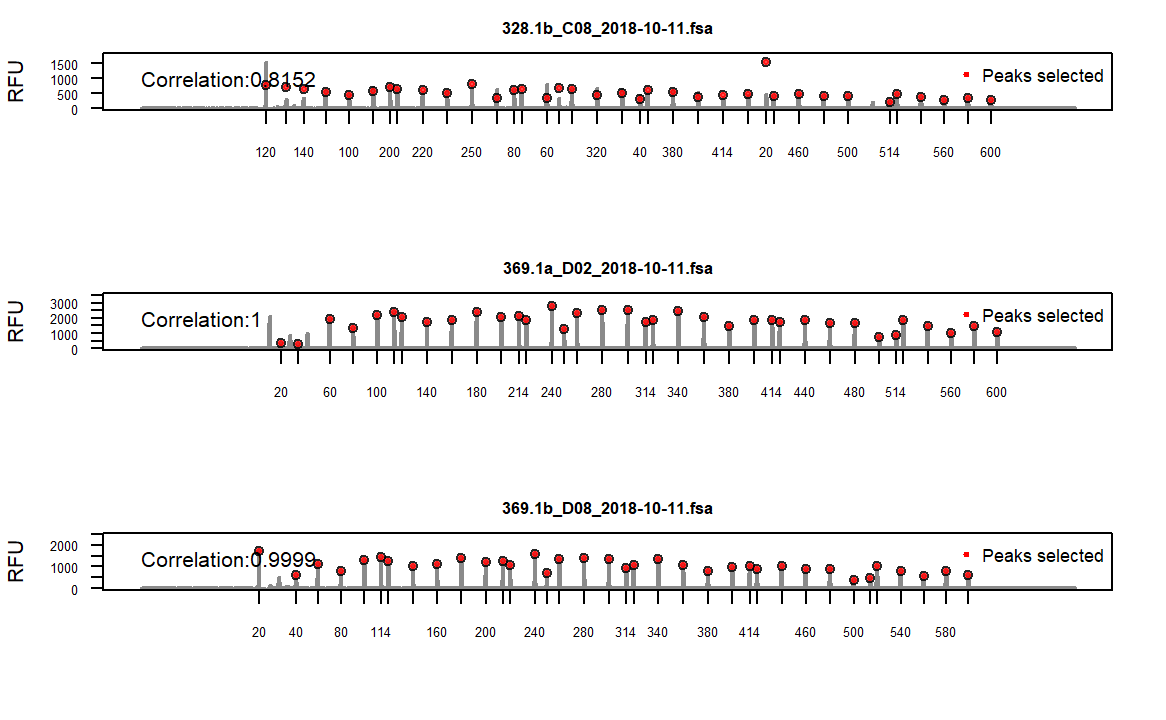 328.1b_C08_2018-10-11.fsa
RFU
1500
1000
500
0
Correlation:0.8152
Peaks selected
120 140 100 200 220 250 80 60 320 40 380 414 20 460 500 514 560 600
369.1a_D02_2018-10-11.fsa
RFU
3000
2000
1000
0
Correlation:1
Peaks selected
20 60 100 140 180 214 240 280 314 340 380 414 440 480 514 560 600
369.1b_D08_2018-10-11.fsa
RFU
2000
1000
0
Correlation:0.9999
Peaks selected
20 40 80 114 160 200 240 280 314 340 380 414 460 500 540 580